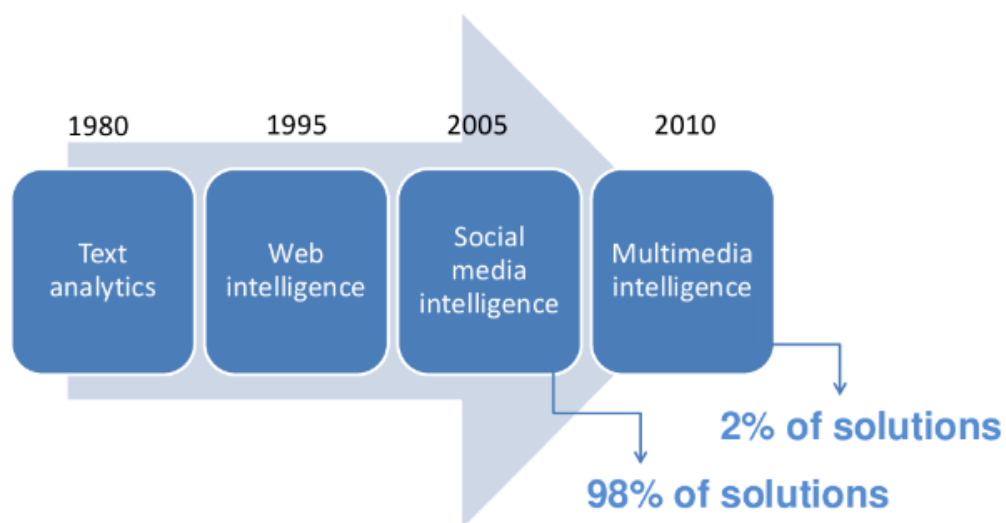 1980
1995
2005
2010
Text
analytics
Web
intelligence
Social
media
intelligence
Multimedia
intelligence
2% of solutions
98% of solutions